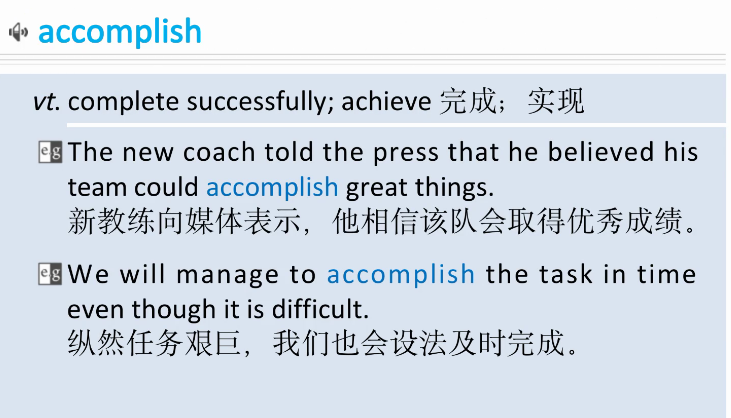 accomplish
vt. complete successfully; achieve 完成；实现
eg The new coach told the press that he believed his
team could accomplish great things.
新教练向媒体表示，他相信该队会取得优秀成绩。
eg We will manage to accomplish the task in time
even though it is difficult.
纵然任务艰巨，我们也会设法及时完成。